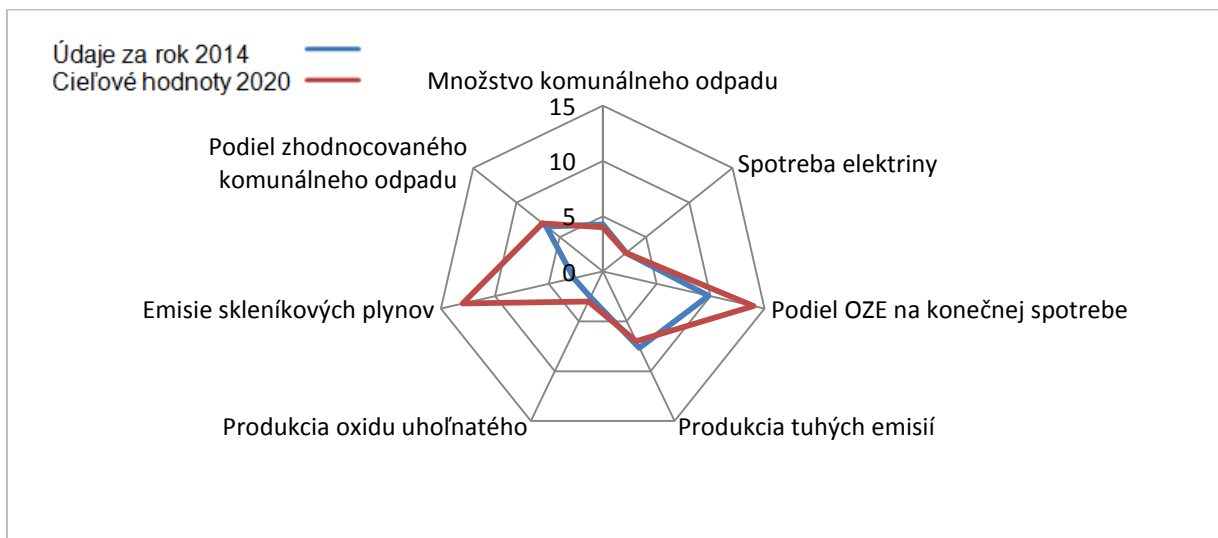 Údaje za rok 2014
Cieľové hodnoty 2020
Množstvo komunálneho odpadu
15
10
5
0
Spotreba elektriny
Podiel OZE na konečnej spotrebe
Produkcia tuhých emisií
Produkcia oxidu uhoľnatého
Emisie skleníkových plynov
Podiel zhodnocovaného
komunálneho odpadu